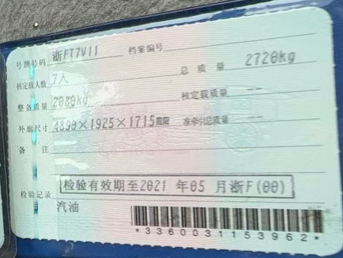 号牌号码 浙FT7V11 档案编号
核定载人数 7人 总质量 2720kg
整备质量 2080kg 核定载质量 --
外廓尺寸 4890×1925×1715mm 准牵引总质量 --
备注
检验记录 检验有效期至2021年05月浙F(00)
汽油
*3360031153962*